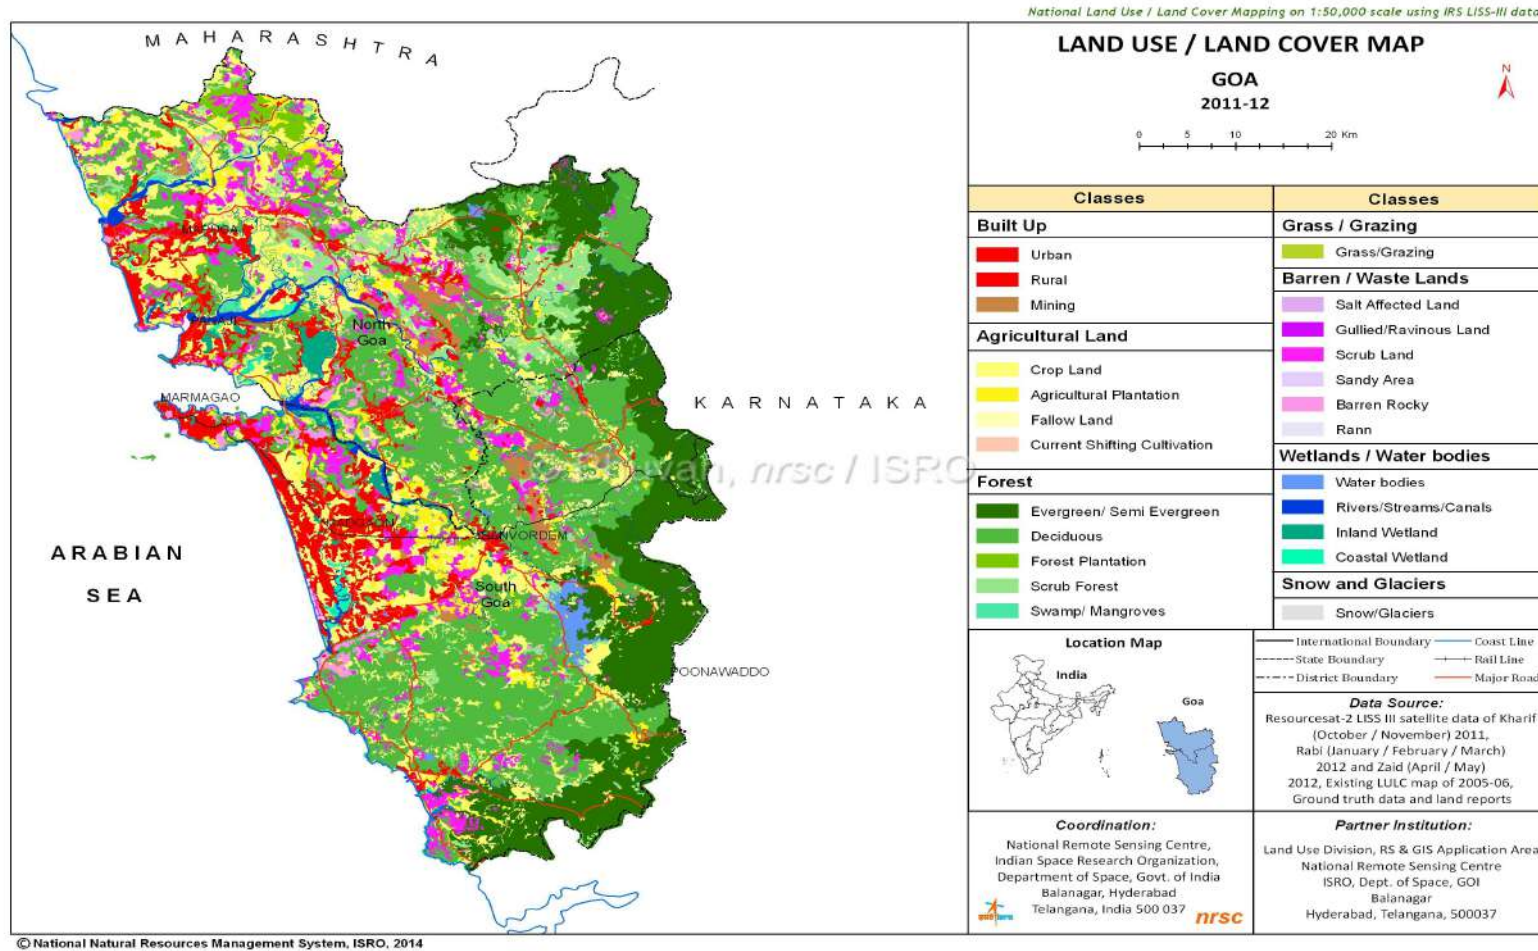 National Land Use / Land Cover Mapping on 1:50,000 scale using IRS LISS-III data
LAND USE / LAND COVER MAP
GOA
2011-12
N
0 5 10 20 Km
MAHARASHTRA
MAPUSA
PANAJI
North
Goa
MARMAGAO
KARNATAKA
© Bhuvan, nrsc / ISRO
MADGAON
SANVORDEM
ARABIAN
SEA
South
Goa
POONAWADDO
Classes
Built Up
Urban
Rural
Mining
Agricultural Land
Crop Land
Agricultural Plantation
Fallow Land
Current Shifting Cultivation
Forest
Evergreen/ Semi Evergreen
Deciduous
Forest Plantation
Scrub Forest
Swamp/ Mangroves
Classes
Grass / Grazing
Grass/Grazing
Barren / Waste Lands
Salt Affected Land
Gullied/Ravinous Land
Scrub Land
Sandy Area
Barren Rocky
Rann
Wetlands / Water bodies
Water bodies
Rivers/Streams/Canals
Inland Wetland
Coastal Wetland
Snow and Glaciers
Snow/Glaciers
Location Map
India
Goa
International Boundary Coast Line
State Boundary Rail Line
District Boundary Major Road
Data Source:
Resourcesat-2 LISS III satellite data of Kharif
(October / November) 2011,
Rabi (January / February / March)
2012 and Zaid (April / May)
2012, Existing LULC map of 2005-06,
Ground truth data and land reports
Coordination:
National Remote Sensing Centre,
Indian Space Research Organization,
Department of Space, Govt. of India
Balanagar, Hyderabad
Telangana, India 500 037
nrsc
Partner Institution:
Land Use Division, RS & GIS Application Area
National Remote Sensing Centre
ISRO, Dept. of Space, GOI
Balanagar
Hyderabad, Telangana, 500037
© National Natural Resources Management System, ISRO, 2014